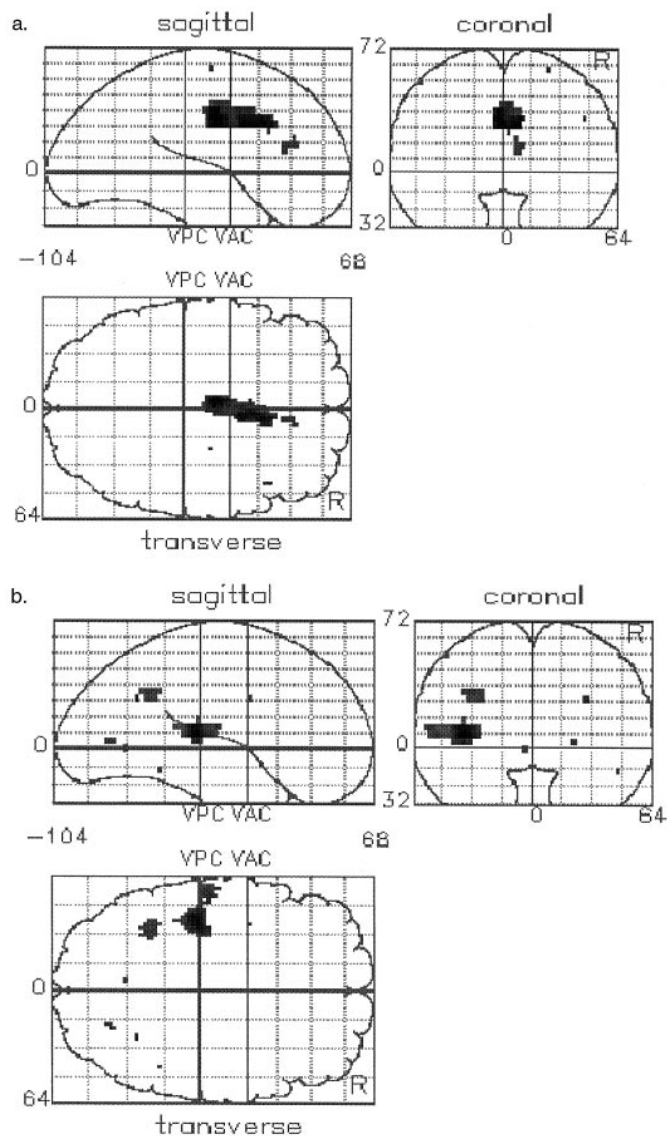 a.
sagittal
coronal
72
R
0
0
32
VPC VAC
0
64
-104
68
VPC VAC
0
64
R
transverse
b.
sagittal
coronal
72
R
0
0
32
VPC VAC
0
64
-104
68
VPC VAC
0
64
R
transverse